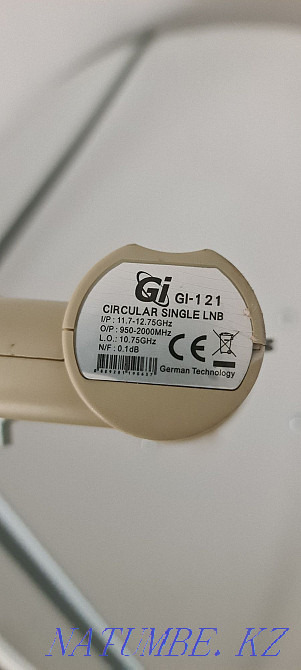 Gi GI-121
CIRCULAR SINGLE LNB
I/P : 11.7-12.75GHz
O/P : 950-2000MHz
L.O.: 10.75GHz
N/F : 0.1dB
CE
German Technology
NATUMBE. KZ